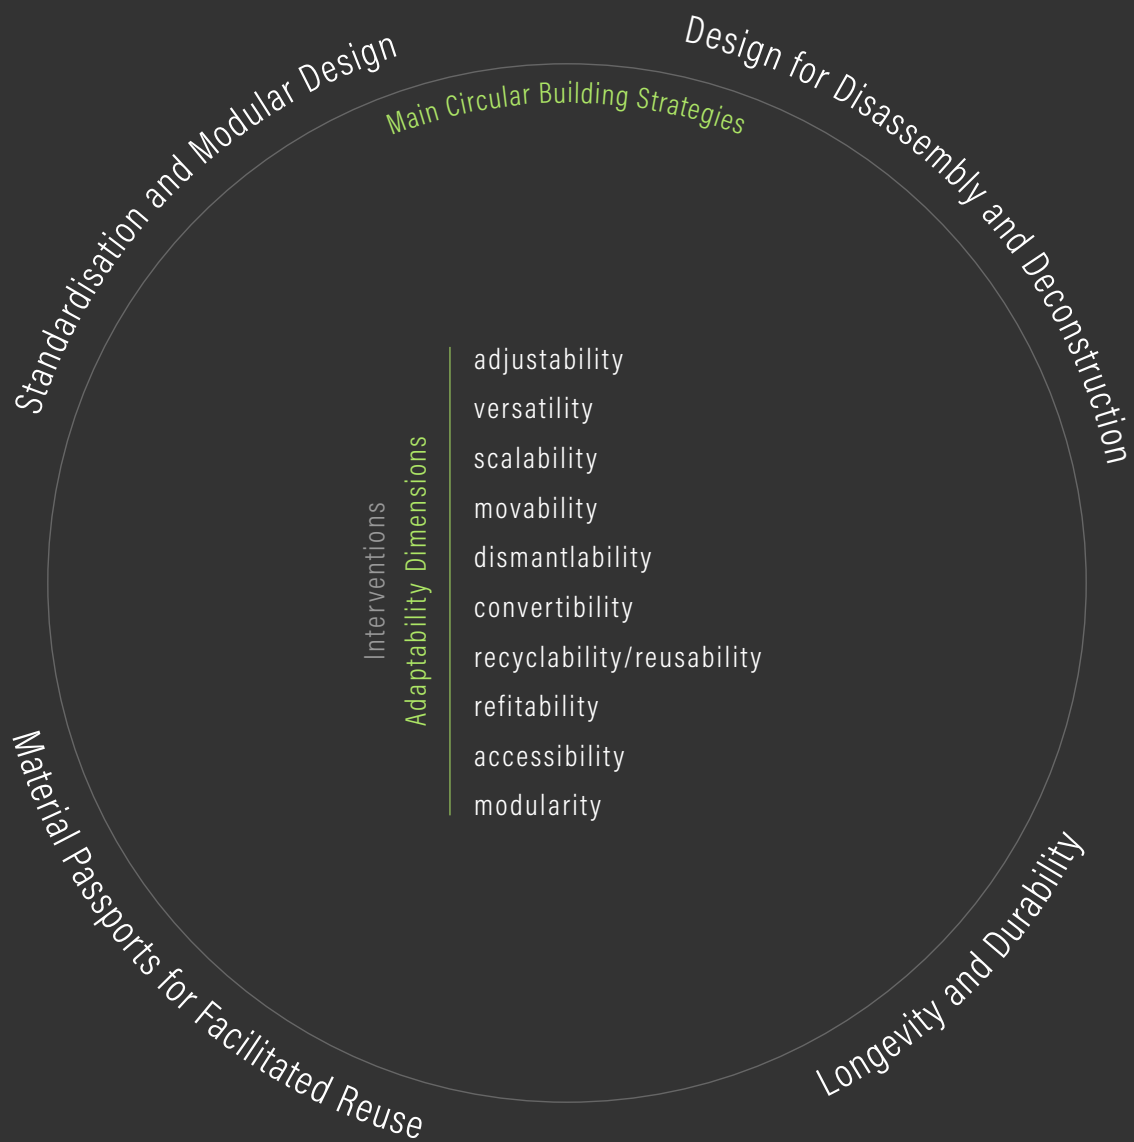 Standardisation and Modular Design
Design for Disassembly and Deconstruction
Main Circular Building Strategies
Interventions
Adaptability Dimensions
adjustability
versatility
scalability
movability
dismantlability
convertibility
recyclability/reusability
refitability
accessibility
modularity
Material Passports for Facilitated Reuse
Longevity and Durability